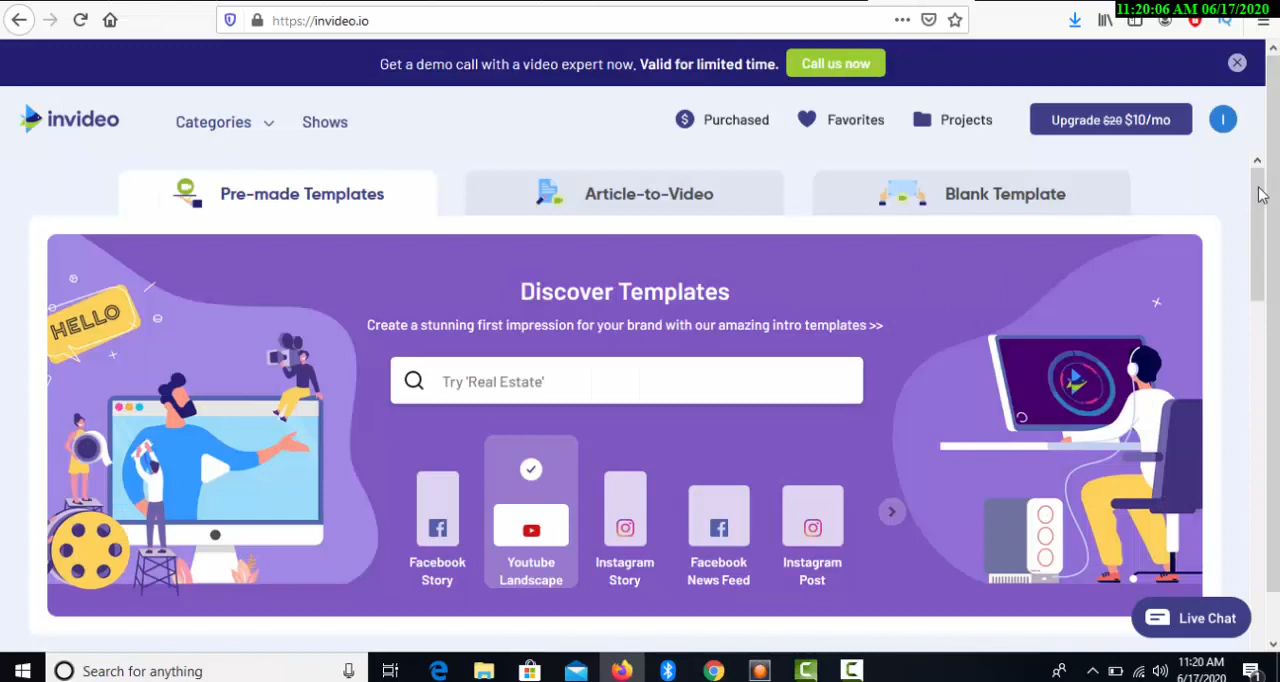 11:20:06 AM 06/17/2020
https://invideo.io
Get a demo call with a video expert now. Valid for limited time.
Call us now
invideo
Categories
Shows
Purchased
Favorites
Projects
Upgrade $20 $10/mo
I
Pre-made Templates
Article-to-Video
Blank Template
HELLO
Discover Templates
Create a stunning first impression for your brand with our amazing intro templates >>
Try 'Real Estate'
Facebook
Story
Youtube
Landscape
Instagram
Story
Facebook
News Feed
Instagram
Post
Live Chat
Search for anything
11:20 AM
6/17/2020
1